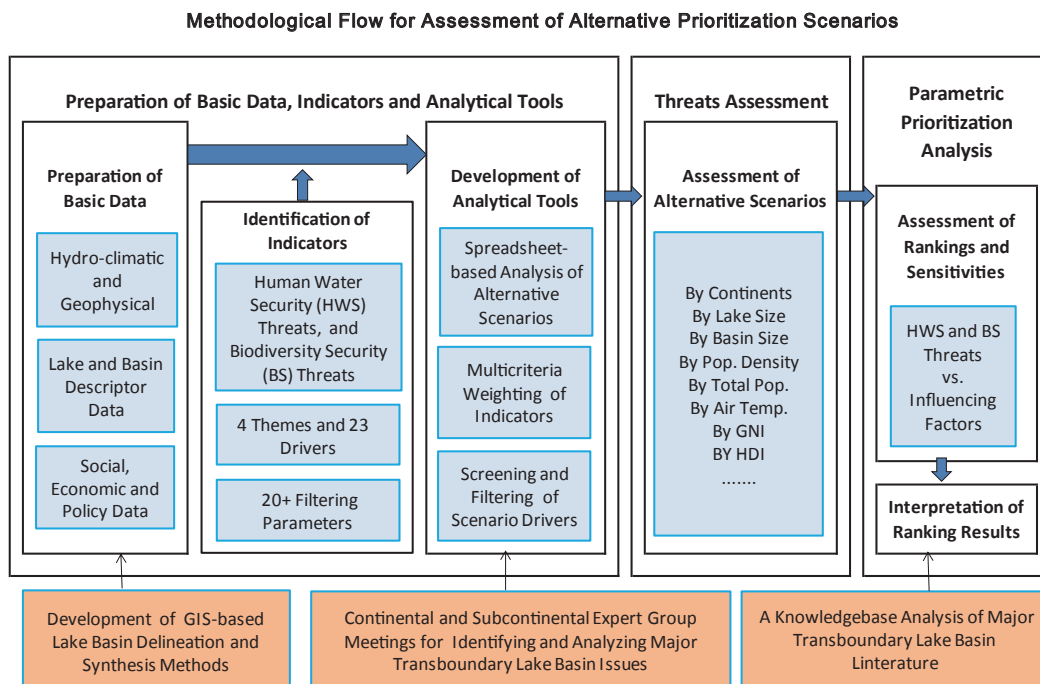 Methodological Flow for Assessment of Alternative Prioritization Scenarios
Preparation of Basic Data, Indicators and Analytical Tools
Preparation of
Basic Data
Hydro-climatic
and
Geophysical
Lake and Basin
Descriptor
Data
Social,
Economic and
Policy Data
Identification of
Indicators
Human Water
Security (HWS)
Threats, and
Biodiversity Security
(BS) Threats
4 Themes and 23
Drivers
20+ Filtering
Parameters
Development of
Analytical Tools
Spreadsheet-
based Analysis of
Alternative
Scenarios
Multicriteria
Weighting of
Indicators
Screening and
Filtering of
Scenario Drivers
Threats Assessment
Assessment of
Alternative Scenarios
By Continents
By Lake Size
By Basin Size
By Pop. Density
By Total Pop.
By Air Temp.
By GNI
BY HDI
.......
Parametric
Prioritization
Analysis
Assessment of
Rankings and
Sensitivities
HWS and BS
Threats
vs.
Influencing
Factors
Interpretation of
Ranking Results
Development of GIS-based
Lake Basin Delineation and
Synthesis Methods
Continental and Subcontinental Expert Group
Meetings for Identifying and Analyzing Major
Transboundary Lake Basin Issues
A Knowledgebase Analysis of Major
Transboundary Lake Basin
Linterature